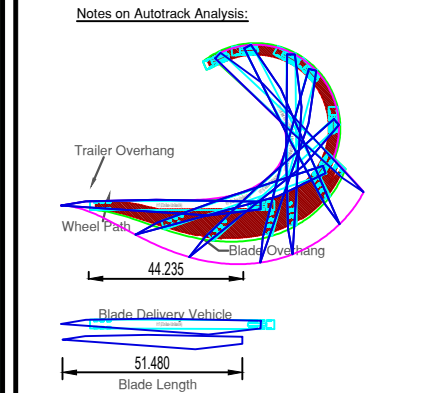 Notes on Autotrack Analysis:
Trailer Overhang
Wheel Path
Blade Overhang
44.235
Blade Delivery Vehicle
51.480
Blade Length